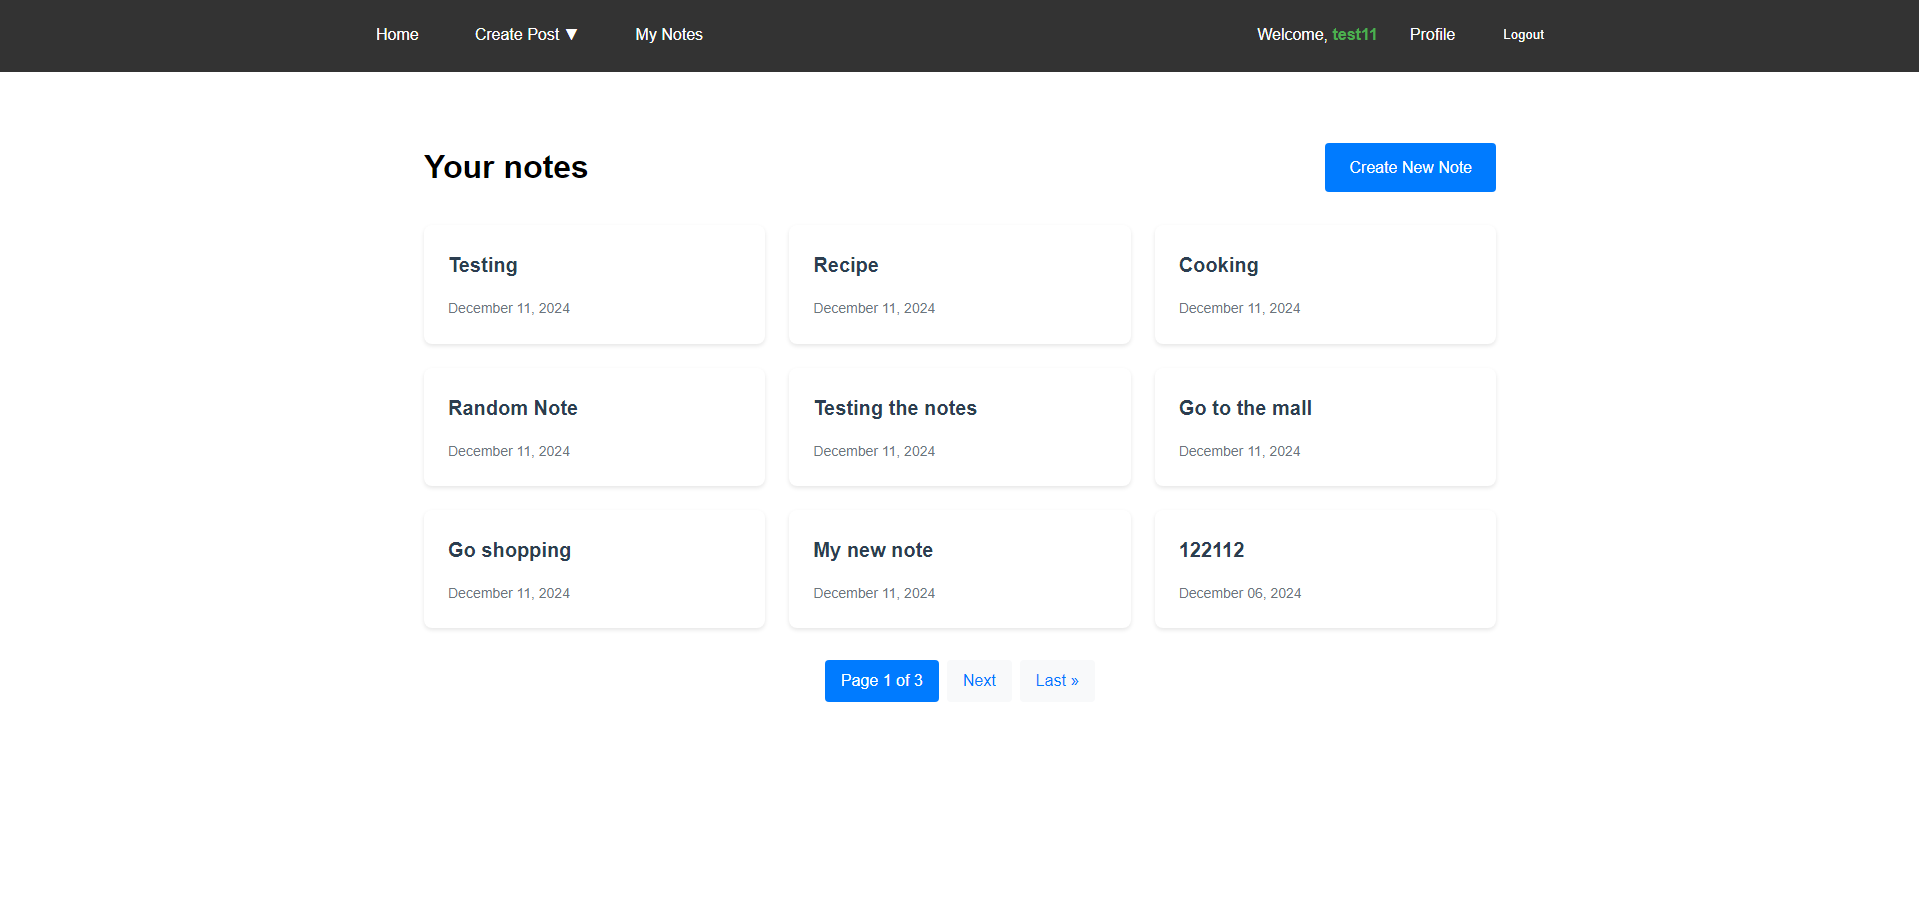 Home Create Post ▼ My Notes Welcome, test11 Profile Logout
Your notes Create New Note
Testing
December 11, 2024
Recipe
December 11, 2024
Cooking
December 11, 2024
Random Note
December 11, 2024
Testing the notes
December 11, 2024
Go to the mall
December 11, 2024
Go shopping
December 11, 2024
My new note
December 11, 2024
122112
December 06, 2024
Page 1 of 3 Next Last »